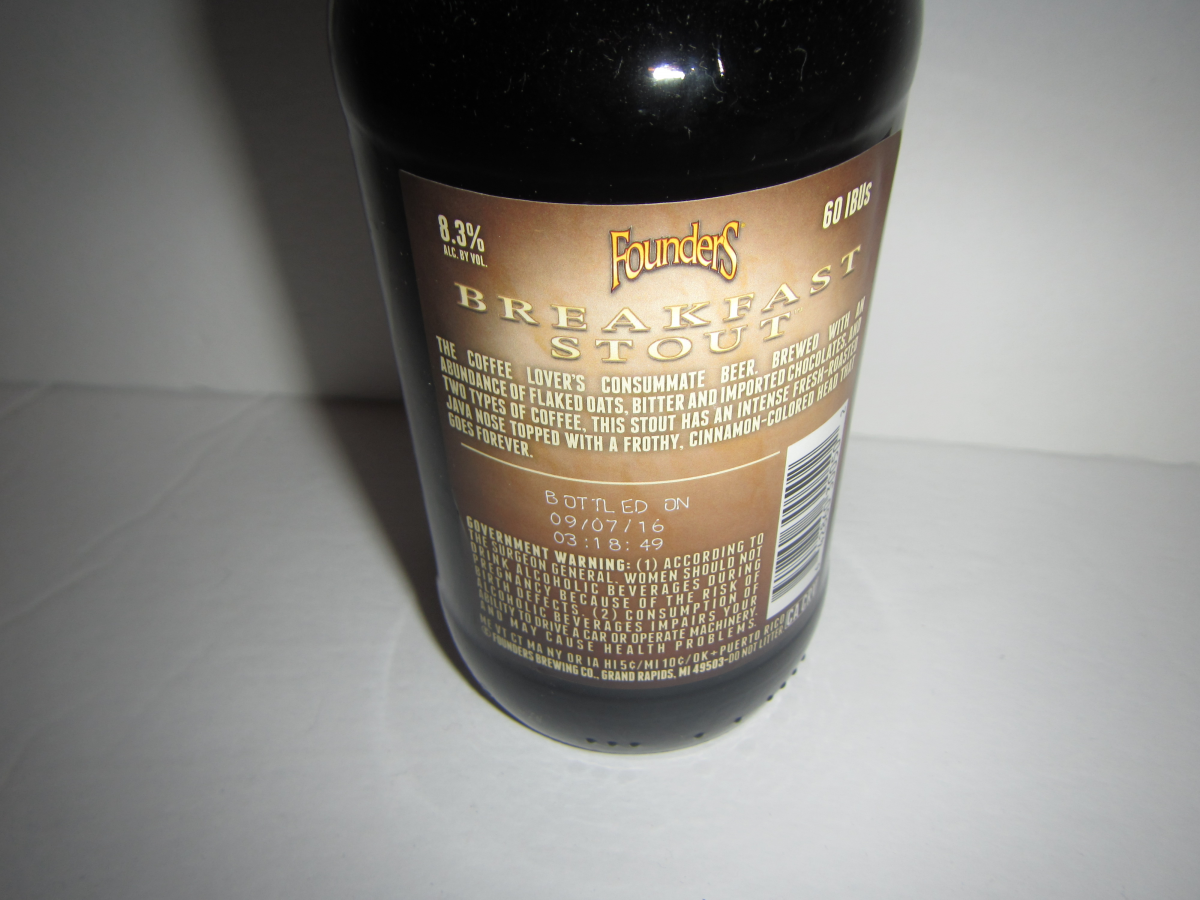 8.3%
ALC. BY VOL.
FOUNDERS
60 IBUs
BREAKFAST
STOUT
THE COFFEE LOVER'S CONSUMMATE BEER. BREWED WITH AN
ABUNDANCE OF FLAKED OATS, BITTER AND IMPORTED CHOCOLATES, AND
TWO TYPES OF COFFEE, THIS STOUT HAS AN INTENSE FRESH-ROASTED
JAVA NOSE TOPPED WITH A FROTHY, CINNAMON-COLORED HEAD THAT
GOES FOREVER.
BOTTLED ON
09/07/16
03:18:49
GOVERNMENT WARNING: (1) ACCORDING TO
THE SURGEON GENERAL, WOMEN SHOULD NOT
DRINK ALCOHOLIC BEVERAGES DURING
PREGNANCY BECAUSE OF THE RISK OF
BIRTH DEFECTS. (2) CONSUMPTION OF
ALCOHOLIC BEVERAGES IMPAIRS YOUR
ABILITY TO DRIVE A CAR OR OPERATE MACHINERY,
AND MAY CAUSE HEALTH PROBLEMS.
ME VT CT MA NY OR IA HI 5¢/MI 10¢/OK+ PUERTO RICO CA CRV
FOUNDERS BREWING CO., GRAND RAPIDS, MI 49503-DO NOT LITTER